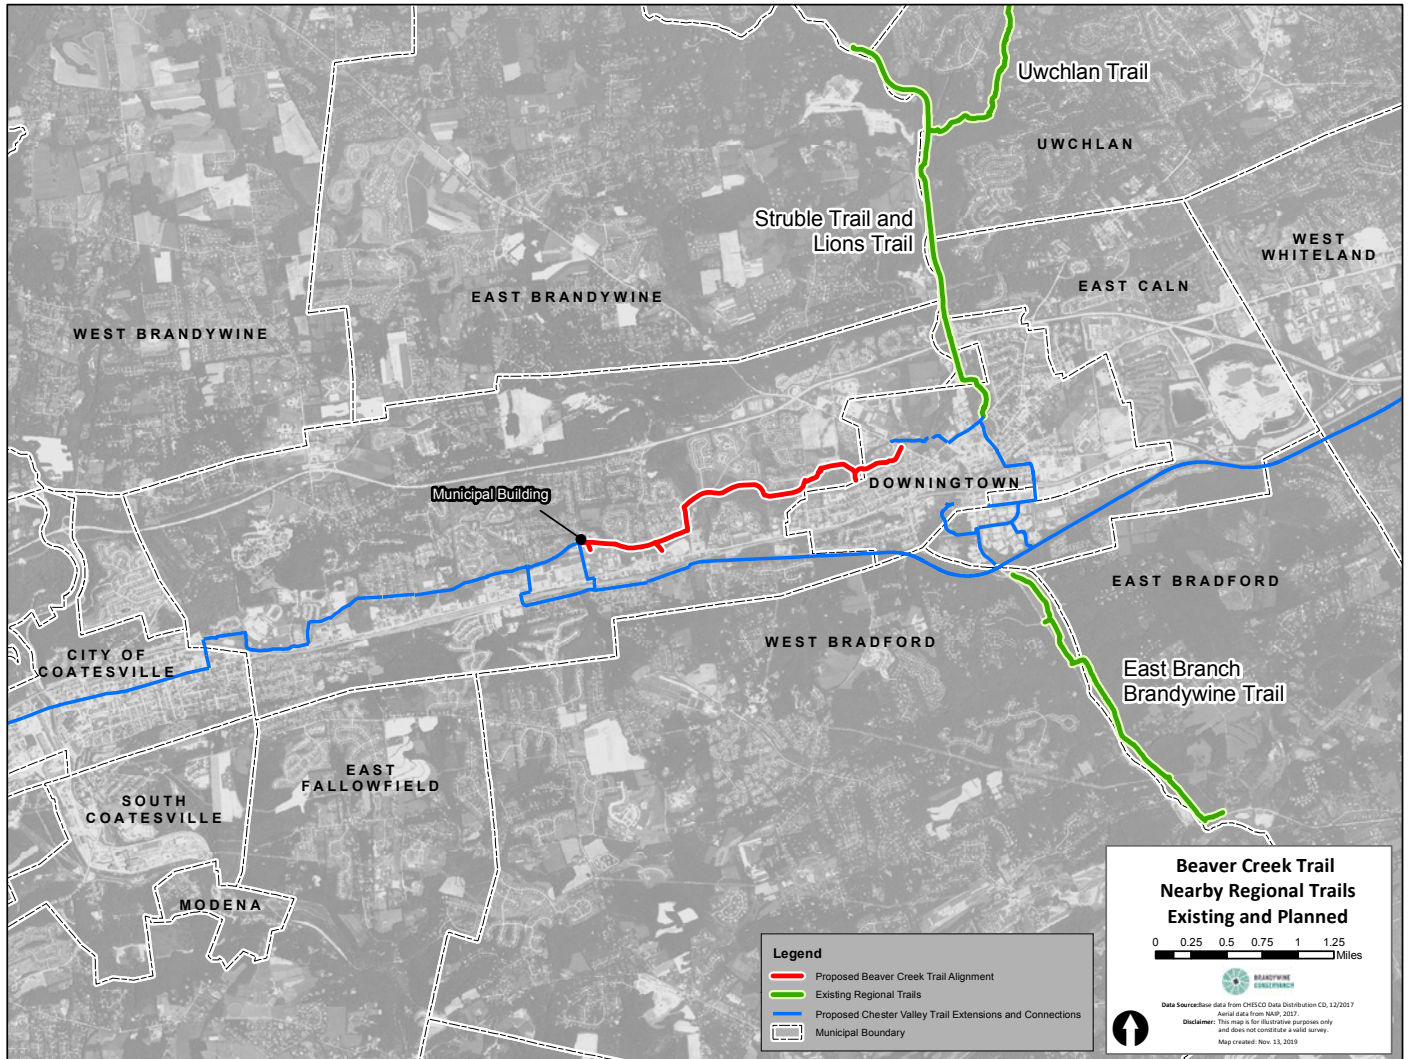 Uwchlan Trail
UWCHLAN
Struble Trail and
Lions Trail
WEST
WHITELAND
EAST CALN
EAST BRANDYWINE
WEST BRANDYWINE
Municipal Building
DOWNINGTOWN
EAST BRADFORD
WEST BRADFORD
CITY OF
COATESVILLE
East Branch
Brandywine Trail
EAST
FALLOWFIELD
SOUTH
COATESVILLE
MODENA
Legend
Proposed Beaver Creek Trail Alignment
Existing Regional Trails
Proposed Chester Valley Trail Extensions and Connections
Municipal Boundary
Beaver Creek Trail
Nearby Regional Trails
Existing and Planned
0 0.25 0.5 0.75 1 1.25
Miles
BRANDYWINE
CONSERVANCY
Data Source:Base data from CHESCO Data Distribution CD, 12/2017
Aerial data from NAIP, 2017.
Disclaimer: This map is for illustrative purposes only
and does not constitute a valid survey.
Map created: Nov. 13, 2019